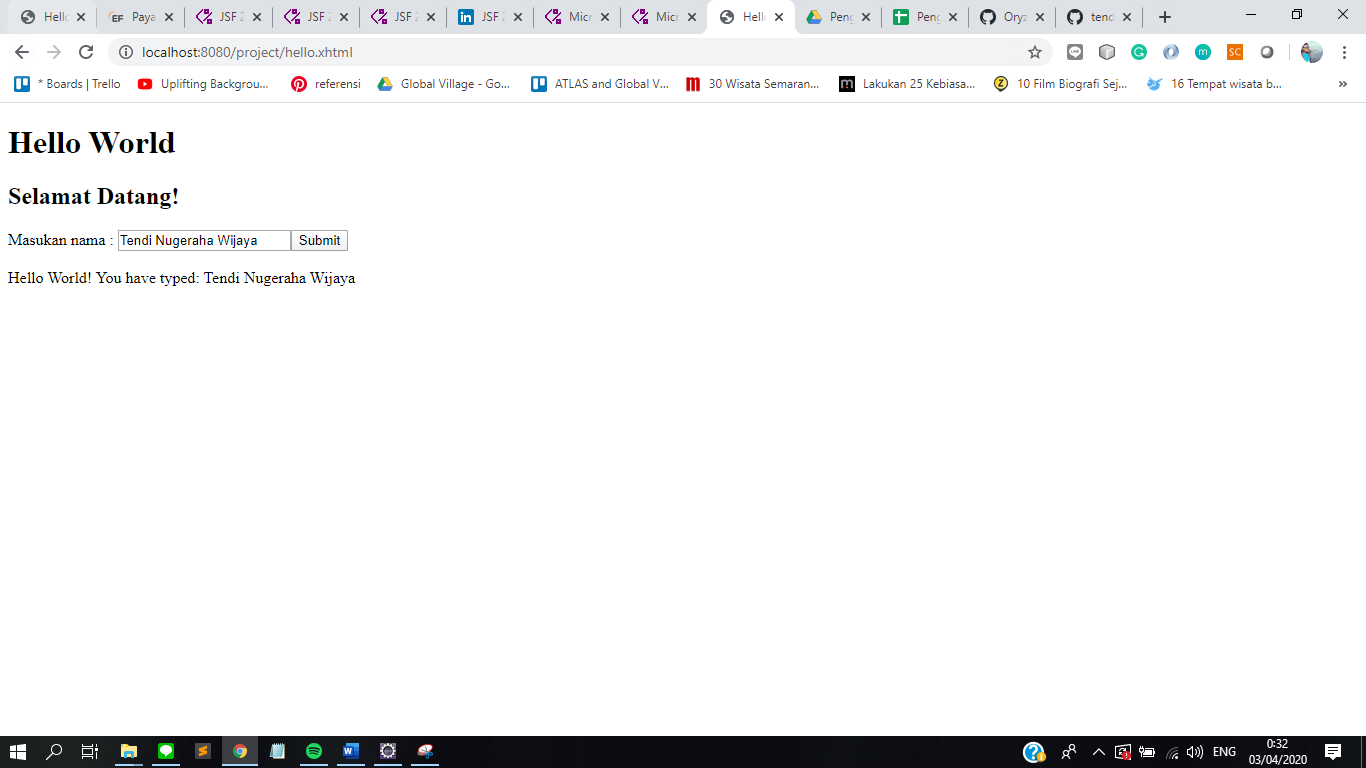 Hello Paya JSF 2 JSF 2 JSF 2 JSF 2 Micr Micr Hello Peng Peng Oryz tend
localhost:8080/project/hello.xhtml
* Boards | Trello Uplifting Backgrou... referensi Global Village - Go... ATLAS and Global V... 30 Wisata Semaran... Lakukan 25 Kebiasa... 10 Film Biografi Sej... 16 Tempat wisata b... »
Hello World
Selamat Datang!
Masukan nama : Tendi Nugeraha Wijaya Submit
Hello World! You have typed: Tendi Nugeraha Wijaya
ENG 0:32
03/04/2020